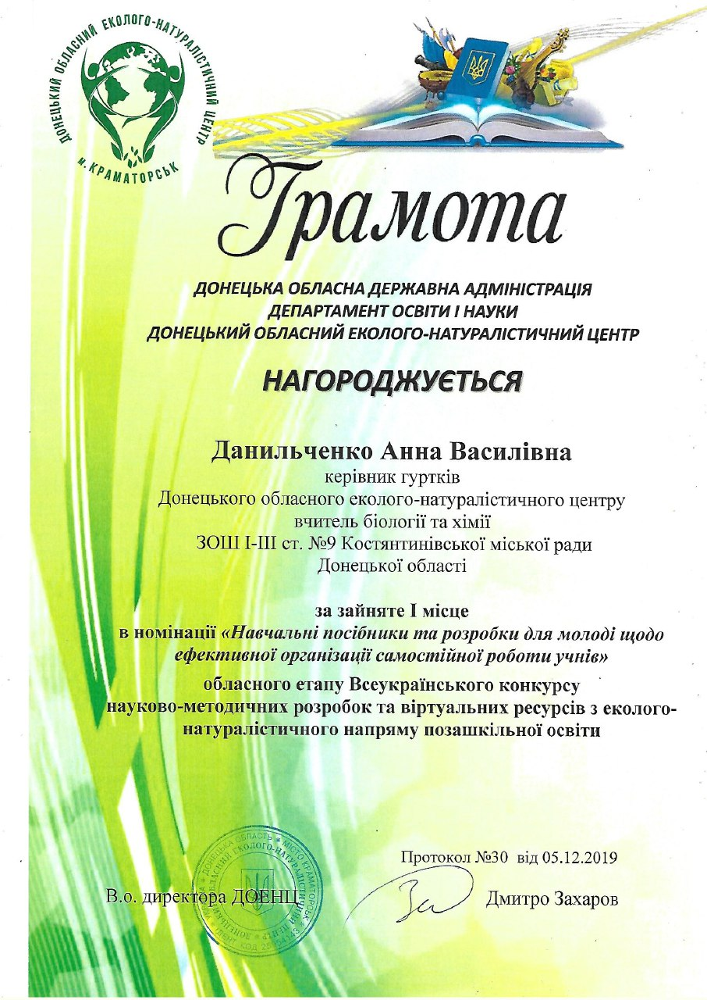 ДОНЕЦЬКИЙ ОБЛАСНИЙ ЕКОЛОГО-НАТУРАЛІСТИЧНИЙ ЦЕНТР
м. КРАМАТОРСЬК
Грамота
ДОНЕЦЬКА ОБЛАСНА ДЕРЖАВНА АДМІНІСТРАЦІЯ
ДЕПАРТАМЕНТ ОСВІТИ І НАУКИ
ДОНЕЦЬКИЙ ОБЛАСНИЙ ЕКОЛОГО-НАТУРАЛІСТИЧНИЙ ЦЕНТР
НАГОРОДЖУЄТЬСЯ
Данильченко Анна Василівна
керівник гуртків
Донецького обласного еколого-натуралістичного центру
вчитель біології та хімії
ЗОШ І-ІІІ ст. №9 Костянтинівської міської ради
Донецької області
за зайняте І місце
в номінації «Навчальні посібники та розробки для молоді щодо
ефективної організації самостійної роботи учнів»
обласного етапу Всеукраїнського конкурсу
науково-методичних розробок та віртуальних ресурсів з еколого-
натуралістичного напряму позашкільної освіти
Протокол №30 від 05.12.2019
В.о. директора ДОЕНЦ
Дмитро Захаров
УКРАЇНА * ДОНЕЦЬКА ОБЛАСТЬ * МІСТО КРАМАТОРСЬК *
ДОНЕЦЬКИЙ ОБЛАСНИЙ ЕКОЛОГО-НАТУРАЛІСТИЧНИЙ ЦЕНТР